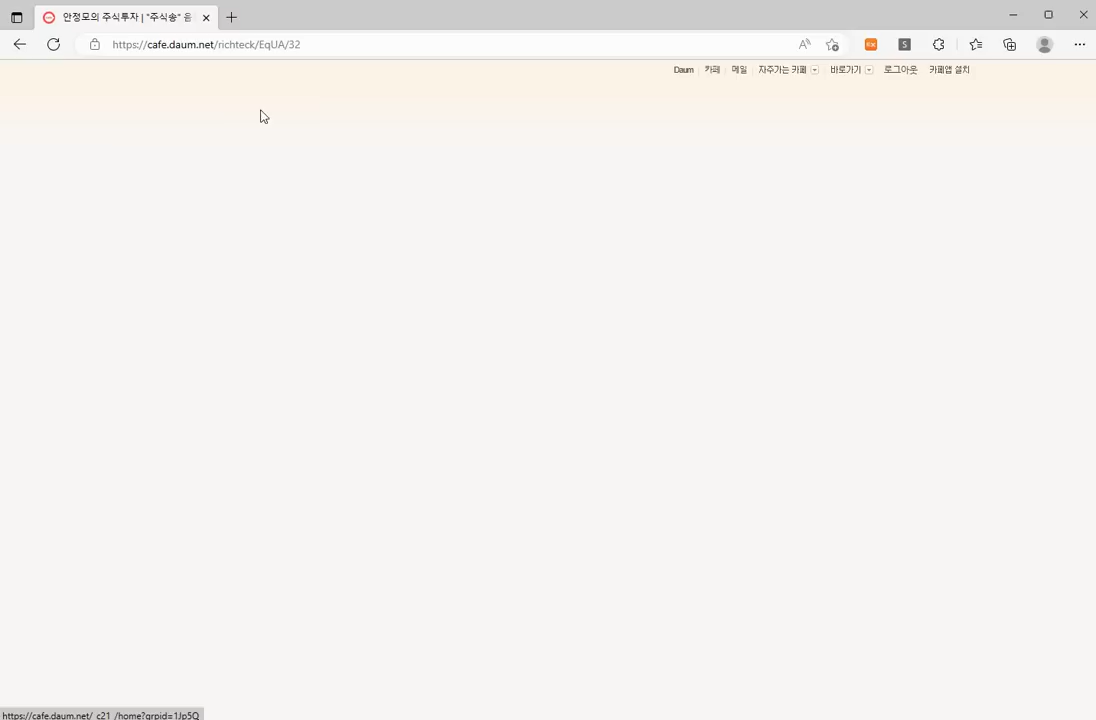 안정모의 주식투자 | "주식송" 음
https://cafe.daum.net/richteck/EqUA/32
Daum 카페 메일 자주가는 카페 바로가기 로그아웃 카페앱 설치
https://cafe.daum.net/_c21_/home?grpid=1Jp5Q